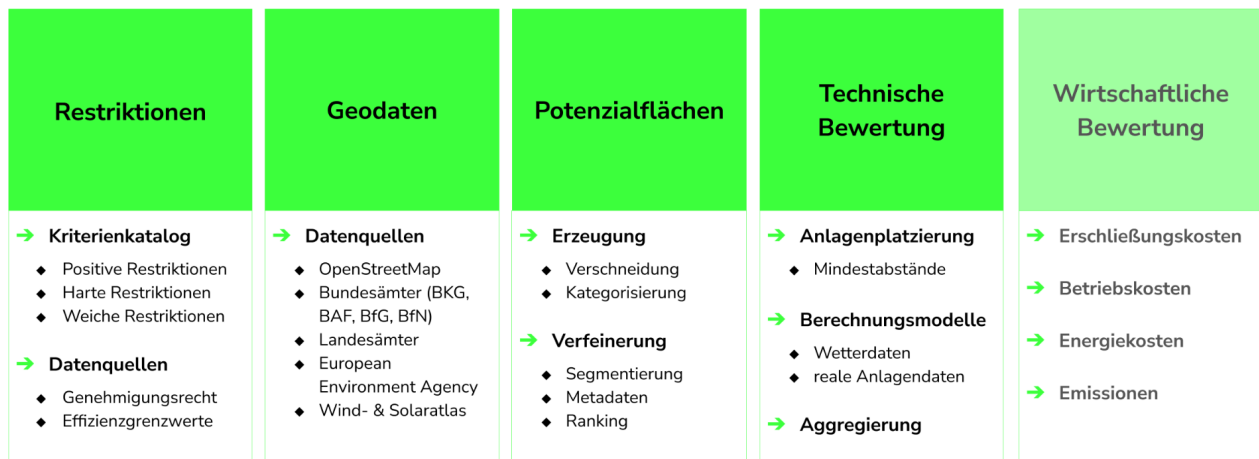 Restriktionen
Kriterienkatalog
Positive Restriktionen
Harte Restriktionen
Weiche Restriktionen
Datenquellen
Genehmigungsrecht
Effizienzgrenzwerte
Geodaten
Datenquellen
OpenStreetMap
Bundesämter (BKG,
BAF, BfG, BfN)
Landesämter
European
Environment Agency
Wind- & Solaratlas
Potenzialflächen
Erzeugung
Verschneidung
Kategorisierung
Verfeinerung
Segmentierung
Metadaten
Ranking
Technische
Bewertung
Anlagenplatzierung
Mindestabstände
Berechnungsmodelle
Wetterdaten
reale Anlagendaten
Aggregierung
Wirtschaftliche
Bewertung
Erschließungskosten
Betriebskosten
Energiekosten
Emissionen